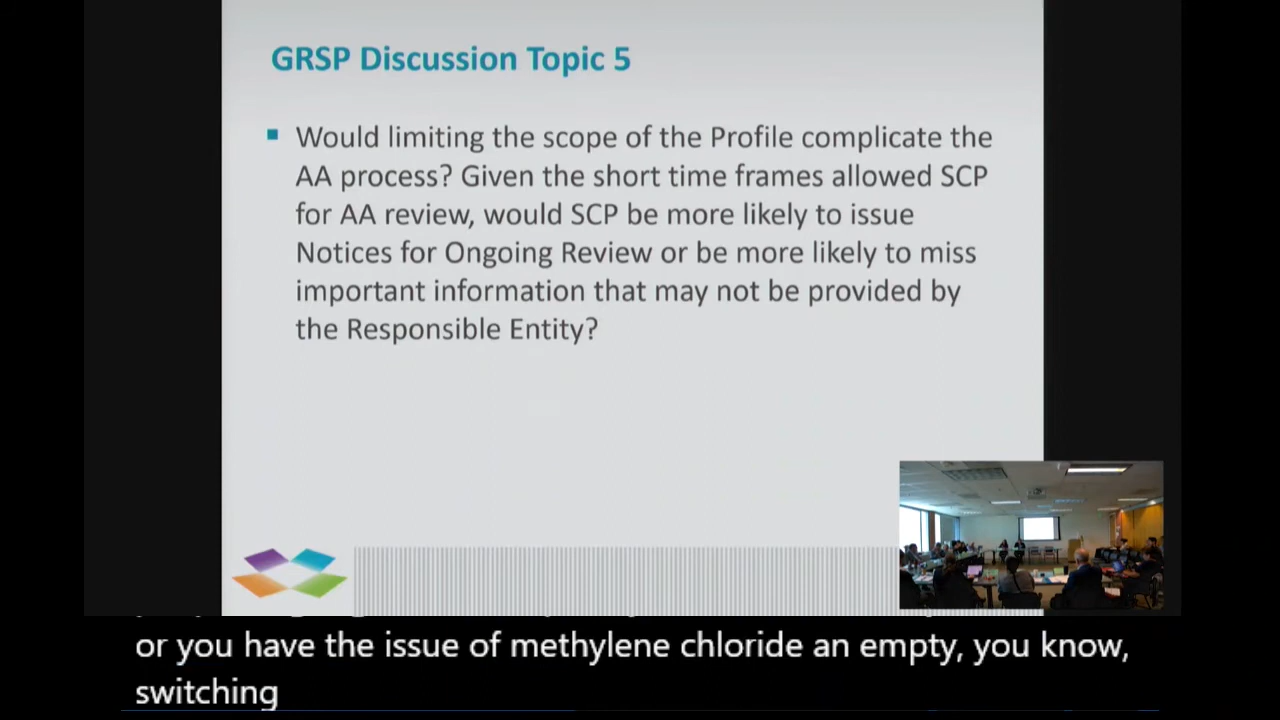 GRSP Discussion Topic 5
Would limiting the scope of the Profile complicate the
AA process? Given the short time frames allowed SCP
for AA review, would SCP be more likely to issue
Notices for Ongoing Review or be more likely to miss
important information that may not be provided by
the Responsible Entity?
or you have the issue of methylene chloride an empty, you know,
switching